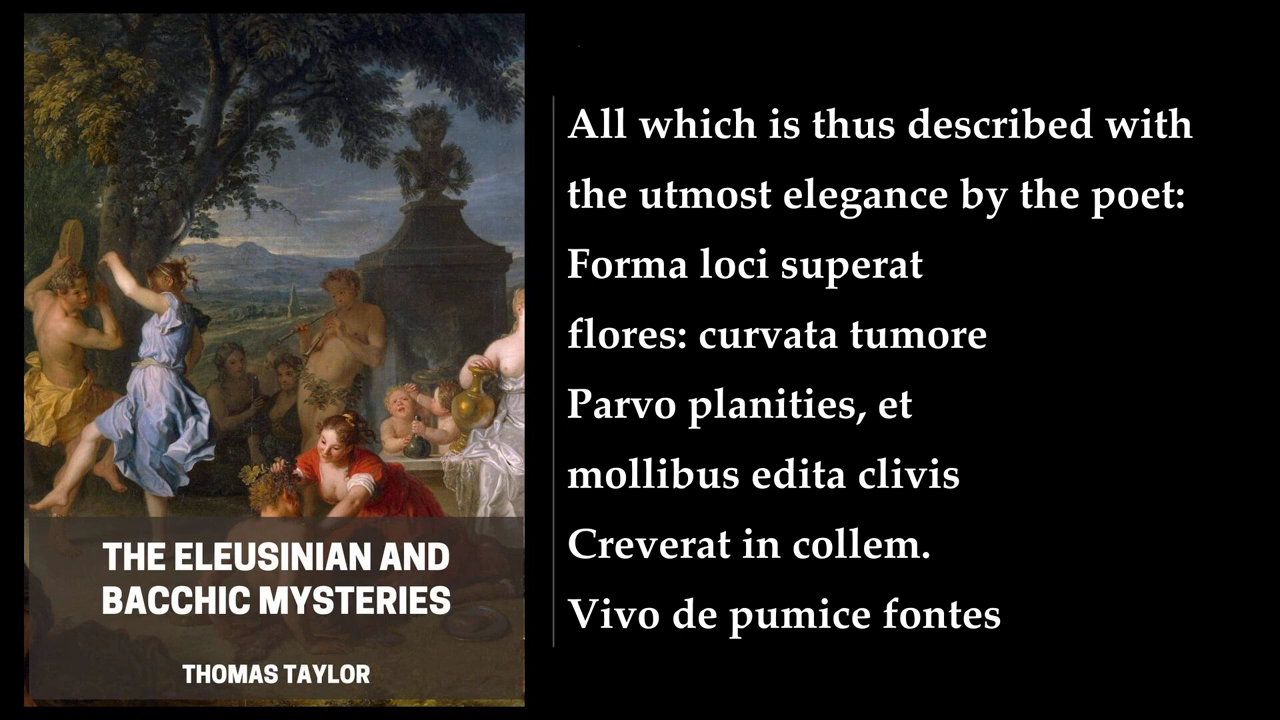 THE ELEUSINIAN AND
BACCHIC MYSTERIES
THOMAS TAYLOR
All which is thus described with
the utmost elegance by the poet:
Forma loci superat
flores: curvata tumore
Parvo planities, et
mollibus edita clivis
Creverat in collem.
Vivo de pumice fontes